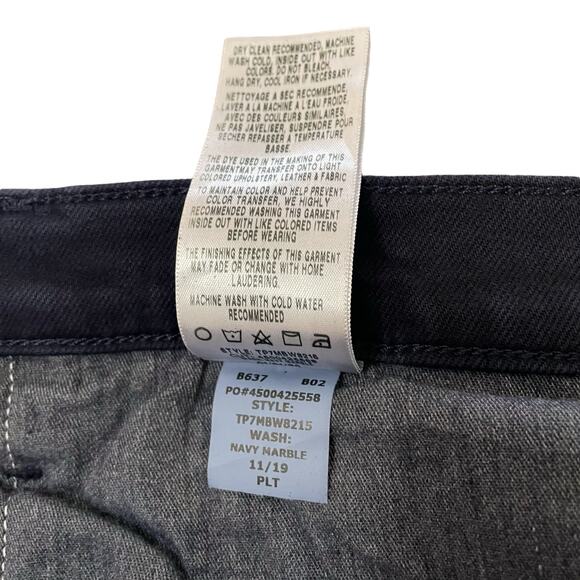 DRY CLEAN RECOMMENDED, MACHINE
WASH COLD, INSIDE OUT WITH LIKE
COLORS. DO NOT BLEACH.
HANG DRY, COOL IRON IF NECESSARY.
NETTOYAGE A SEC RECOMMENDE,
LAVER A LA MACHINE A L'EAU FROIDE,
AVEC DES COULEURS SIMILAIRES,
NE PAS JAVELISER, SUSPENDRE POUR
SECHER REPASSER A TEMPERATURE
BASSE.
THE DYE USED IN THE MAKING OF THIS
GARMENTMAY TRANSFER ONTO LIGHT
COLORED UPHOLSTERY, LEATHER & FABRIC
TO MAINTAIN COLOR AND HELP PREVENT
COLOR TRANSFER, WE HIGHLY
RECOMMENDED WASHING THIS GARMENT
INSIDE OUT WITH LIKE COLORED ITEMS
BEFORE WEARING
THE FINISHING EFFECTS OF THIS GARMENT
MAY FADE OR CHANGE WITH HOME
LAUDERING.
MACHINE WASH WITH COLD WATER
RECOMMENDED
STYLE: TP7MBW8216
B637 B02
PO#4500425558
STYLE:
TP7MBW8215
WASH:
NAVY MARBLE
11/19
PLT